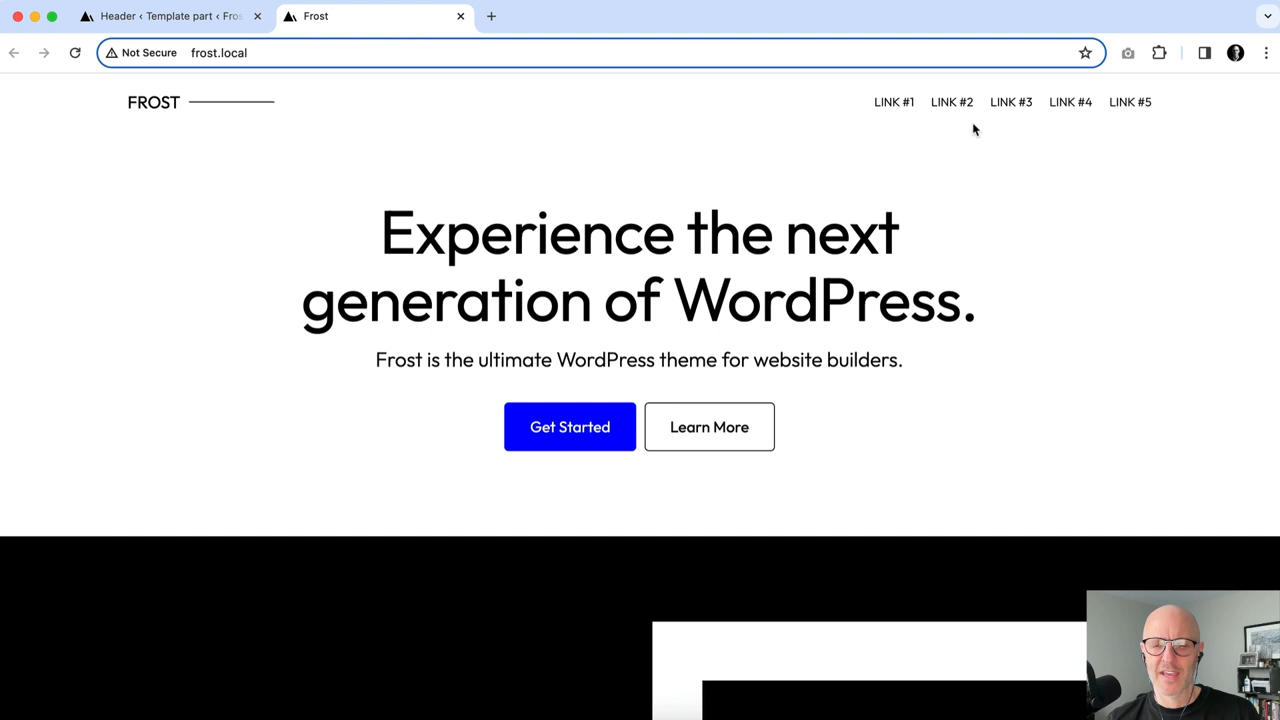 Header ‹ Template part ‹ Fros
Frost
Not Secure
frost.local
FROST
LINK #1 LINK #2 LINK #3 LINK #4 LINK #5
Experience the next
generation of WordPress.
Frost is the ultimate WordPress theme for website builders.
Get Started
Learn More